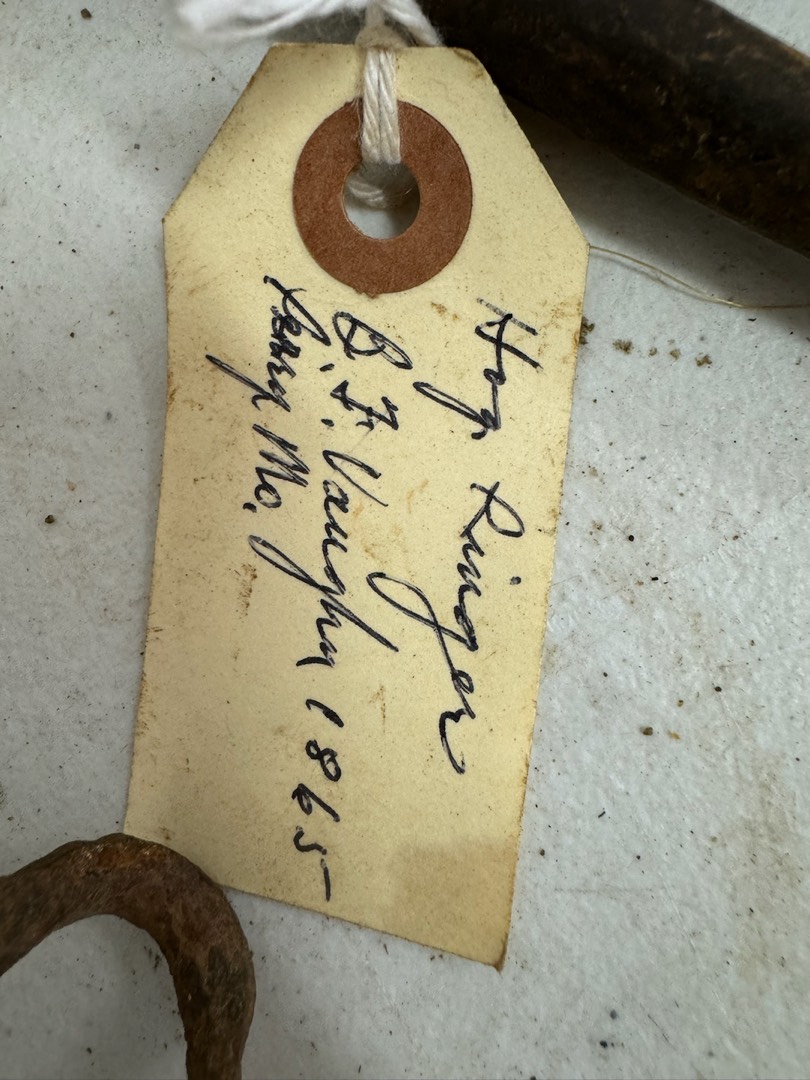 Hog Ringer
B. F. Vaughn 1865
Perry Mo.